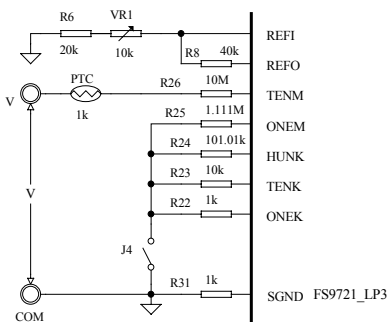 R6 VR1 REFI
20k 10k R8 40k
REFO
PTC R26 10M TENM
V 1k R25 1.111M
ONEM
R24 101.01k HUNK
R23 10k TENK
V R22 1k ONEK
J4
R31 1k SGND FS9721_LP3
COM